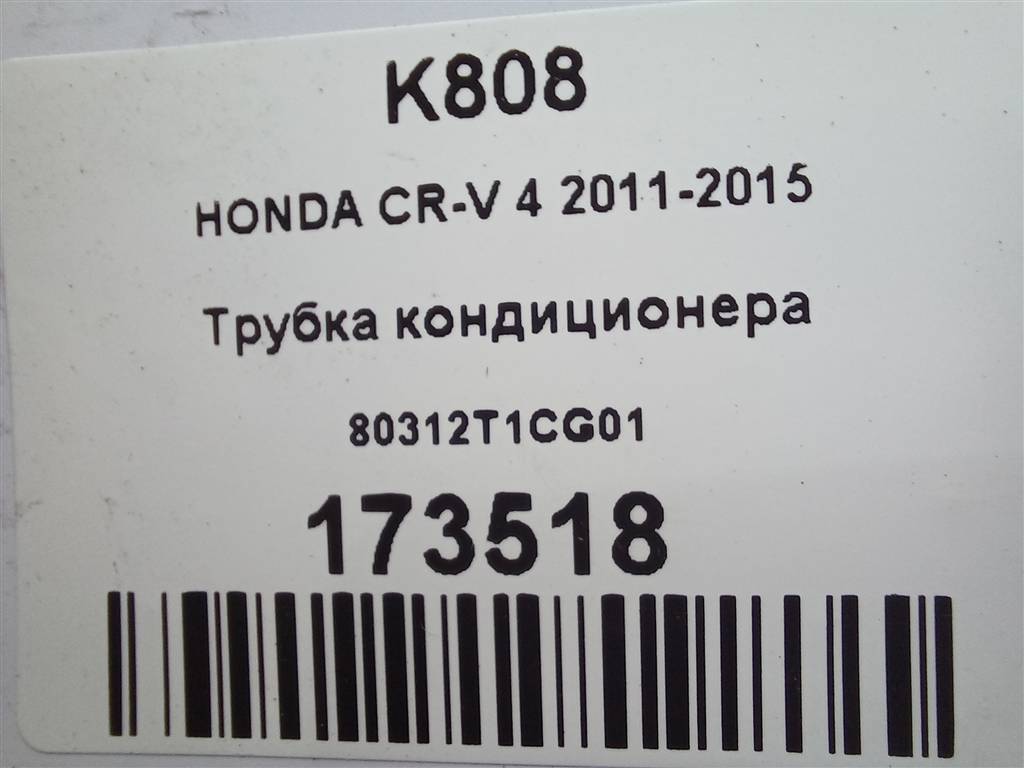 K808
HONDA CR-V 4 2011-2015
Трубка кондиционера
80312T1CG01
173518